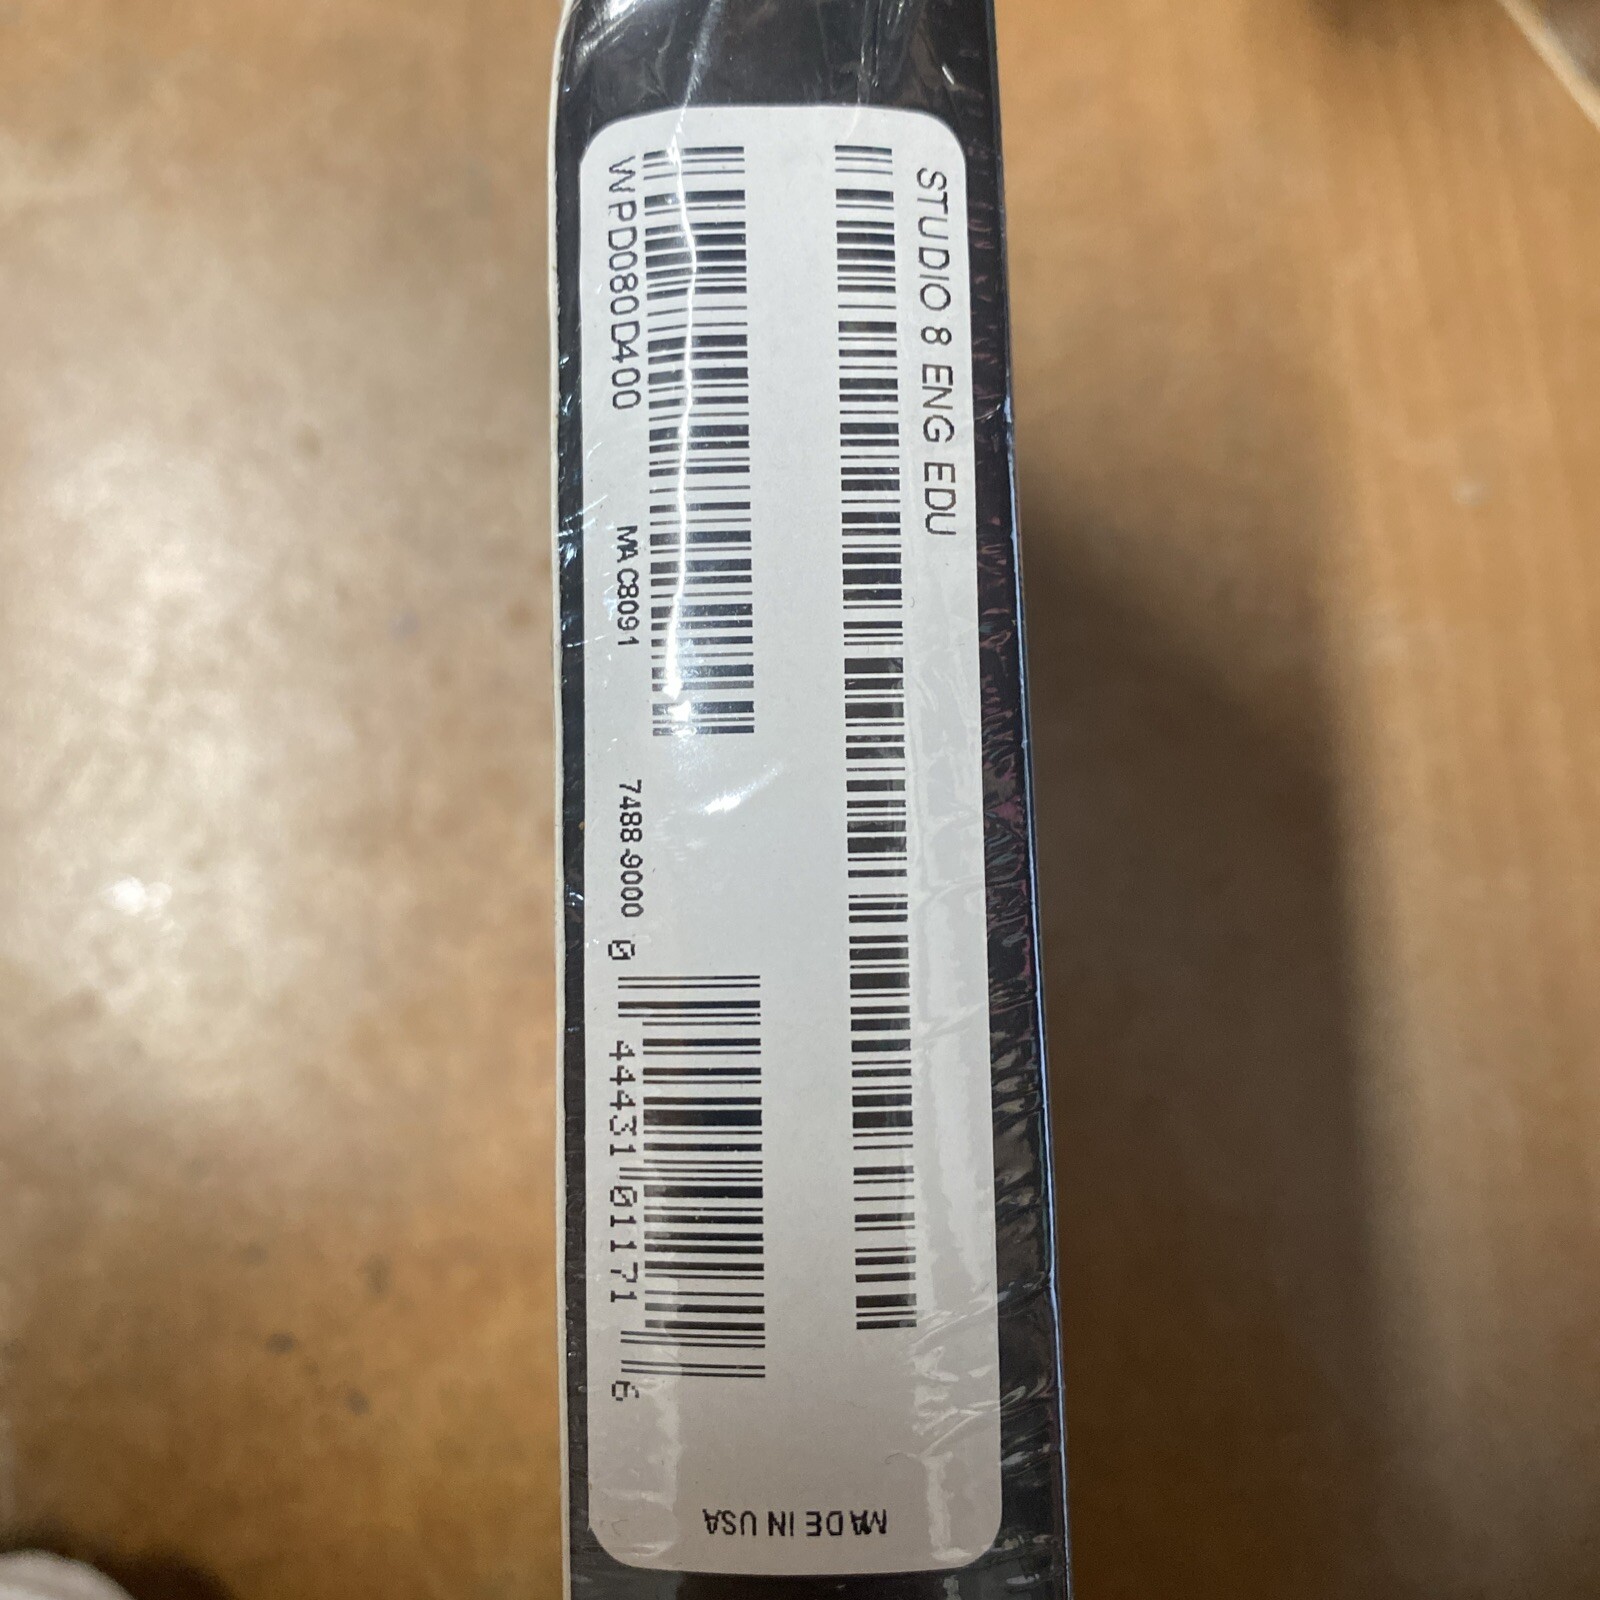 STUDIO 8 ENG EDU
WPD080D400
MAC8091
7488-9000
0 44431 01171 6
MADE IN USA